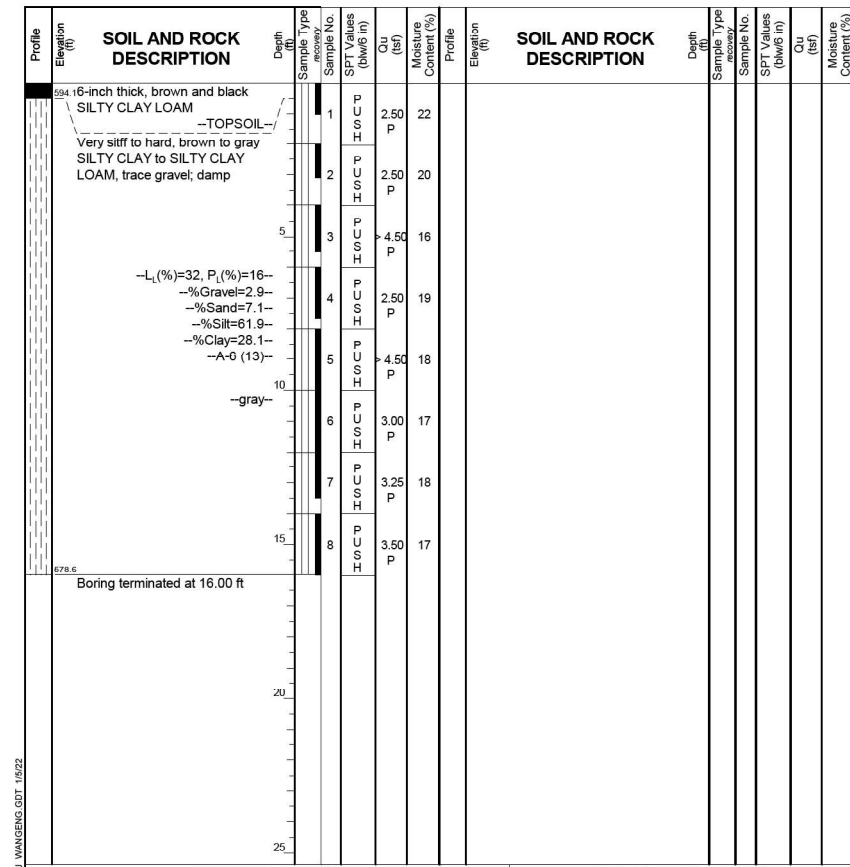 Profile
Elevation (ft)
SOIL AND ROCK
DESCRIPTION
Depth (ft)
Sample Type
recovery
Sample No.
SPT Values (blw/6 in)
Qu (tsf)
Moisture Content (%)
Profile
Elevation (ft)
SOIL AND ROCK
DESCRIPTION
Depth (ft)
Sample Type
recovery
Sample No.
SPT Values (blw/6 in)
Qu (tsf)
Moisture Content (%)
594.1 6-inch thick, brown and black
SILTY CLAY LOAM
--TOPSOIL--
1 PUSH 2.50 P 22
Very sitff to hard, brown to gray
SILTY CLAY to SILTY CLAY
LOAM, trace gravel; damp
2 PUSH 2.50 P 20
5
3 PUSH > 4.50 P 16
--LL(%)=32, PL(%)=16--
--%Gravel=2.9--
--%Sand=7.1--
--%Silt=61.9--
--%Clay=28.1--
--A-6 (13)--
4 PUSH 2.50 P 19
5 PUSH > 4.50 P 18
10
--gray--
6 PUSH 3.00 P 17
7 PUSH 3.25 P 18
15
8 PUSH 3.50 P 17
578.6
Boring terminated at 16.00 ft
20
25
WANGENG.GDT 1/5/22